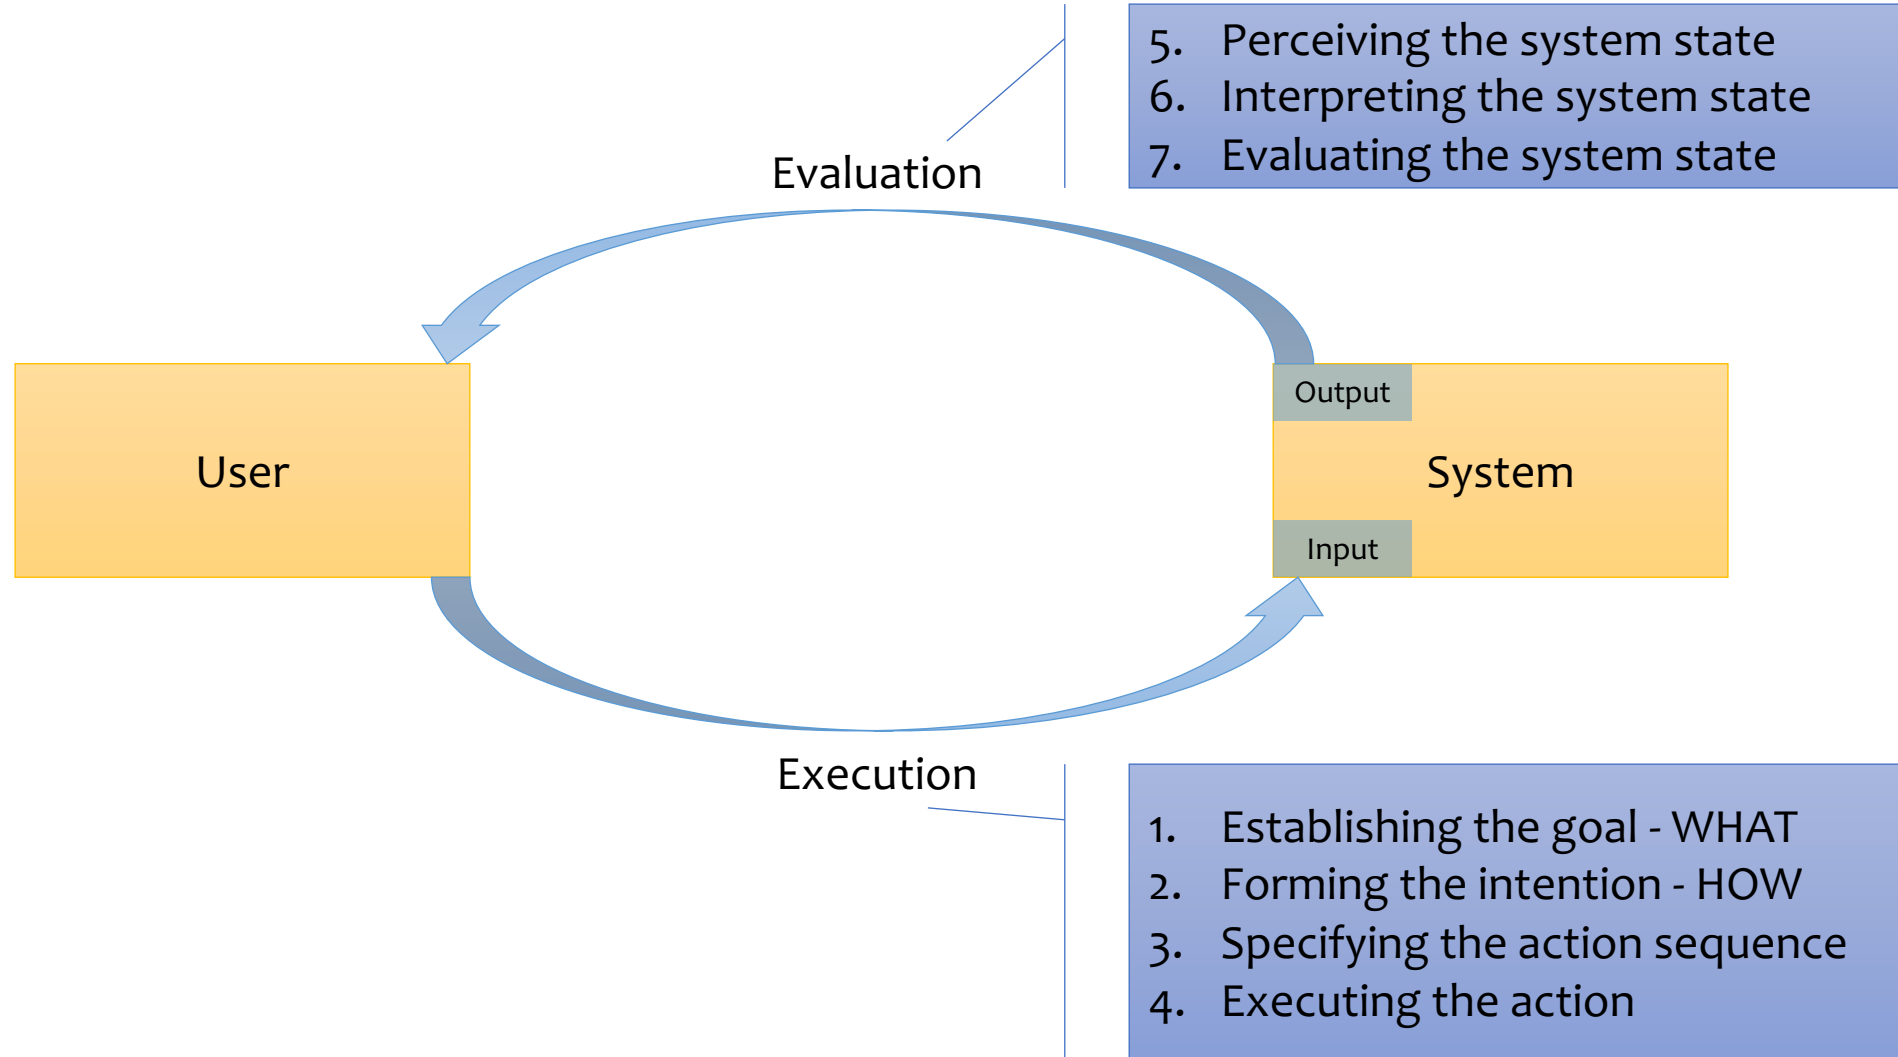 5. Perceiving the system state
6. Interpreting the system state
7. Evaluating the system state
Evaluation
Output
User
System
Input
Execution
1. Establishing the goal - WHAT
2. Forming the intention - HOW
3. Specifying the action sequence
4. Executing the action